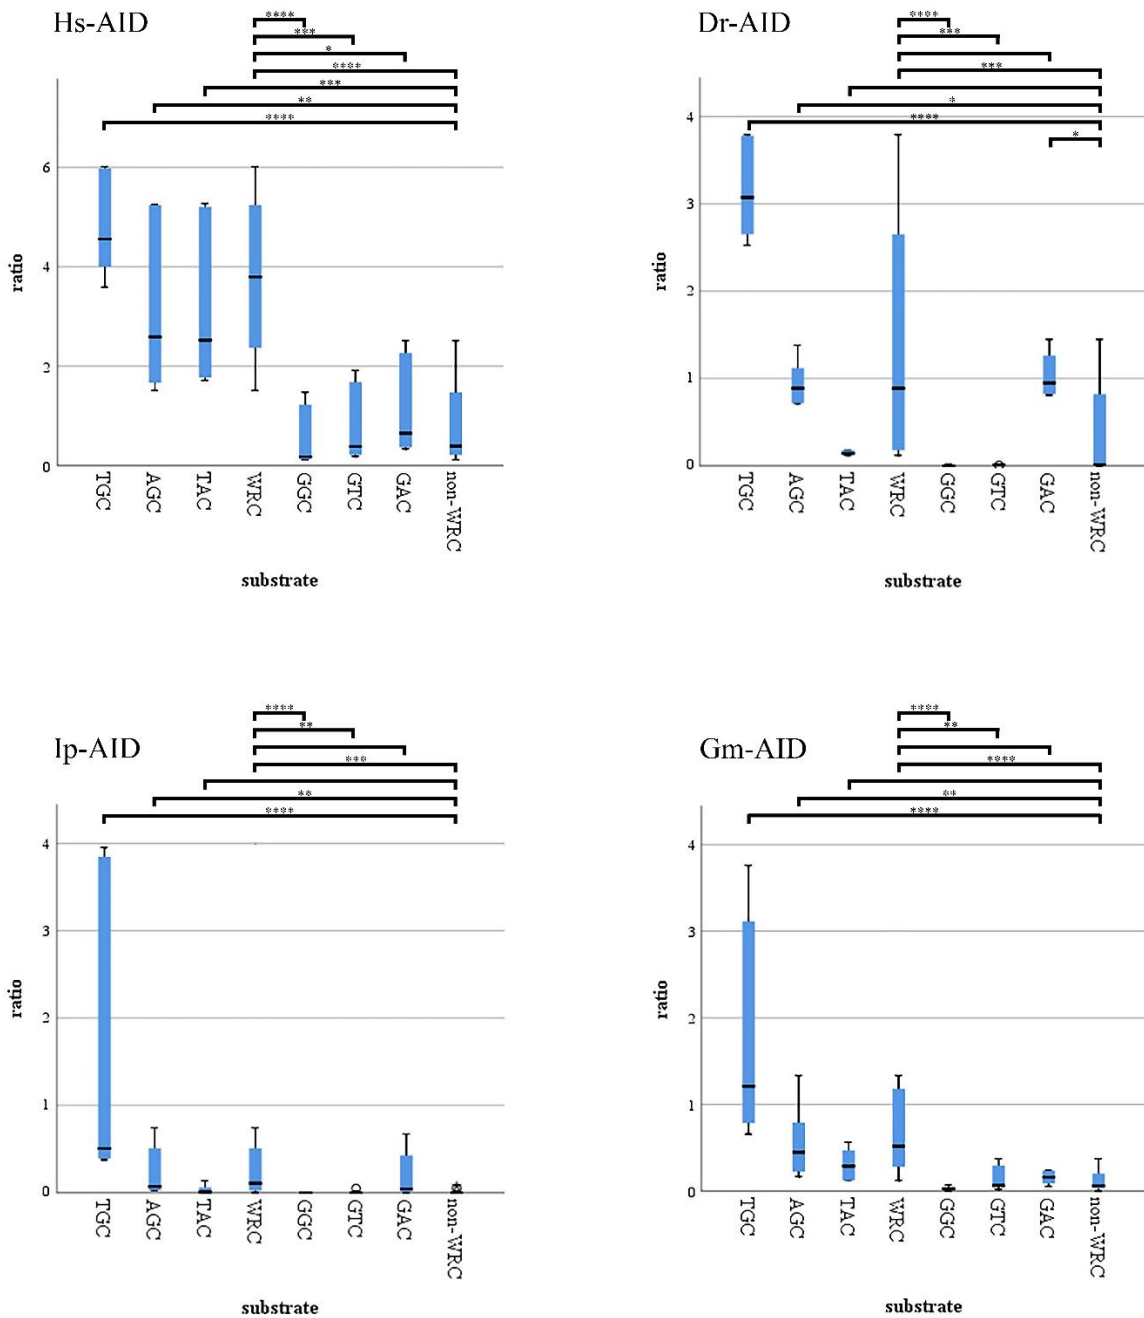 Hs-AID
****
***
*
****
***
**
****
6
4
2
0
ratio
TGC
AGC
TAC
WRC
GGC
GTC
GAC
non-WRC
substrate
Dr-AID
****
***
***
*
****
*
4
3
2
1
0
ratio
TGC
AGC
TAC
WRC
GGC
GTC
GAC
non-WRC
substrate
Ip-AID
****
**
***
**
****
4
3
2
1
0
ratio
TGC
AGC
TAC
WRC
GGC
GTC
GAC
non-WRC
substrate
Gm-AID
****
**
****
**
****
4
3
2
1
0
ratio
TGC
AGC
TAC
WRC
GGC
GTC
GAC
non-WRC
substrate